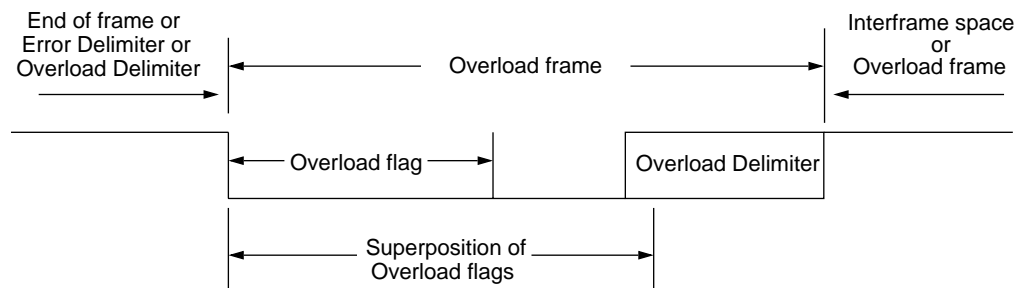 End of frame or
Error Delimiter or
Overload Delimiter
Overload frame
Interframe space
or
Overload frame
Overload flag
Overload Delimiter
Superposition of
Overload flags